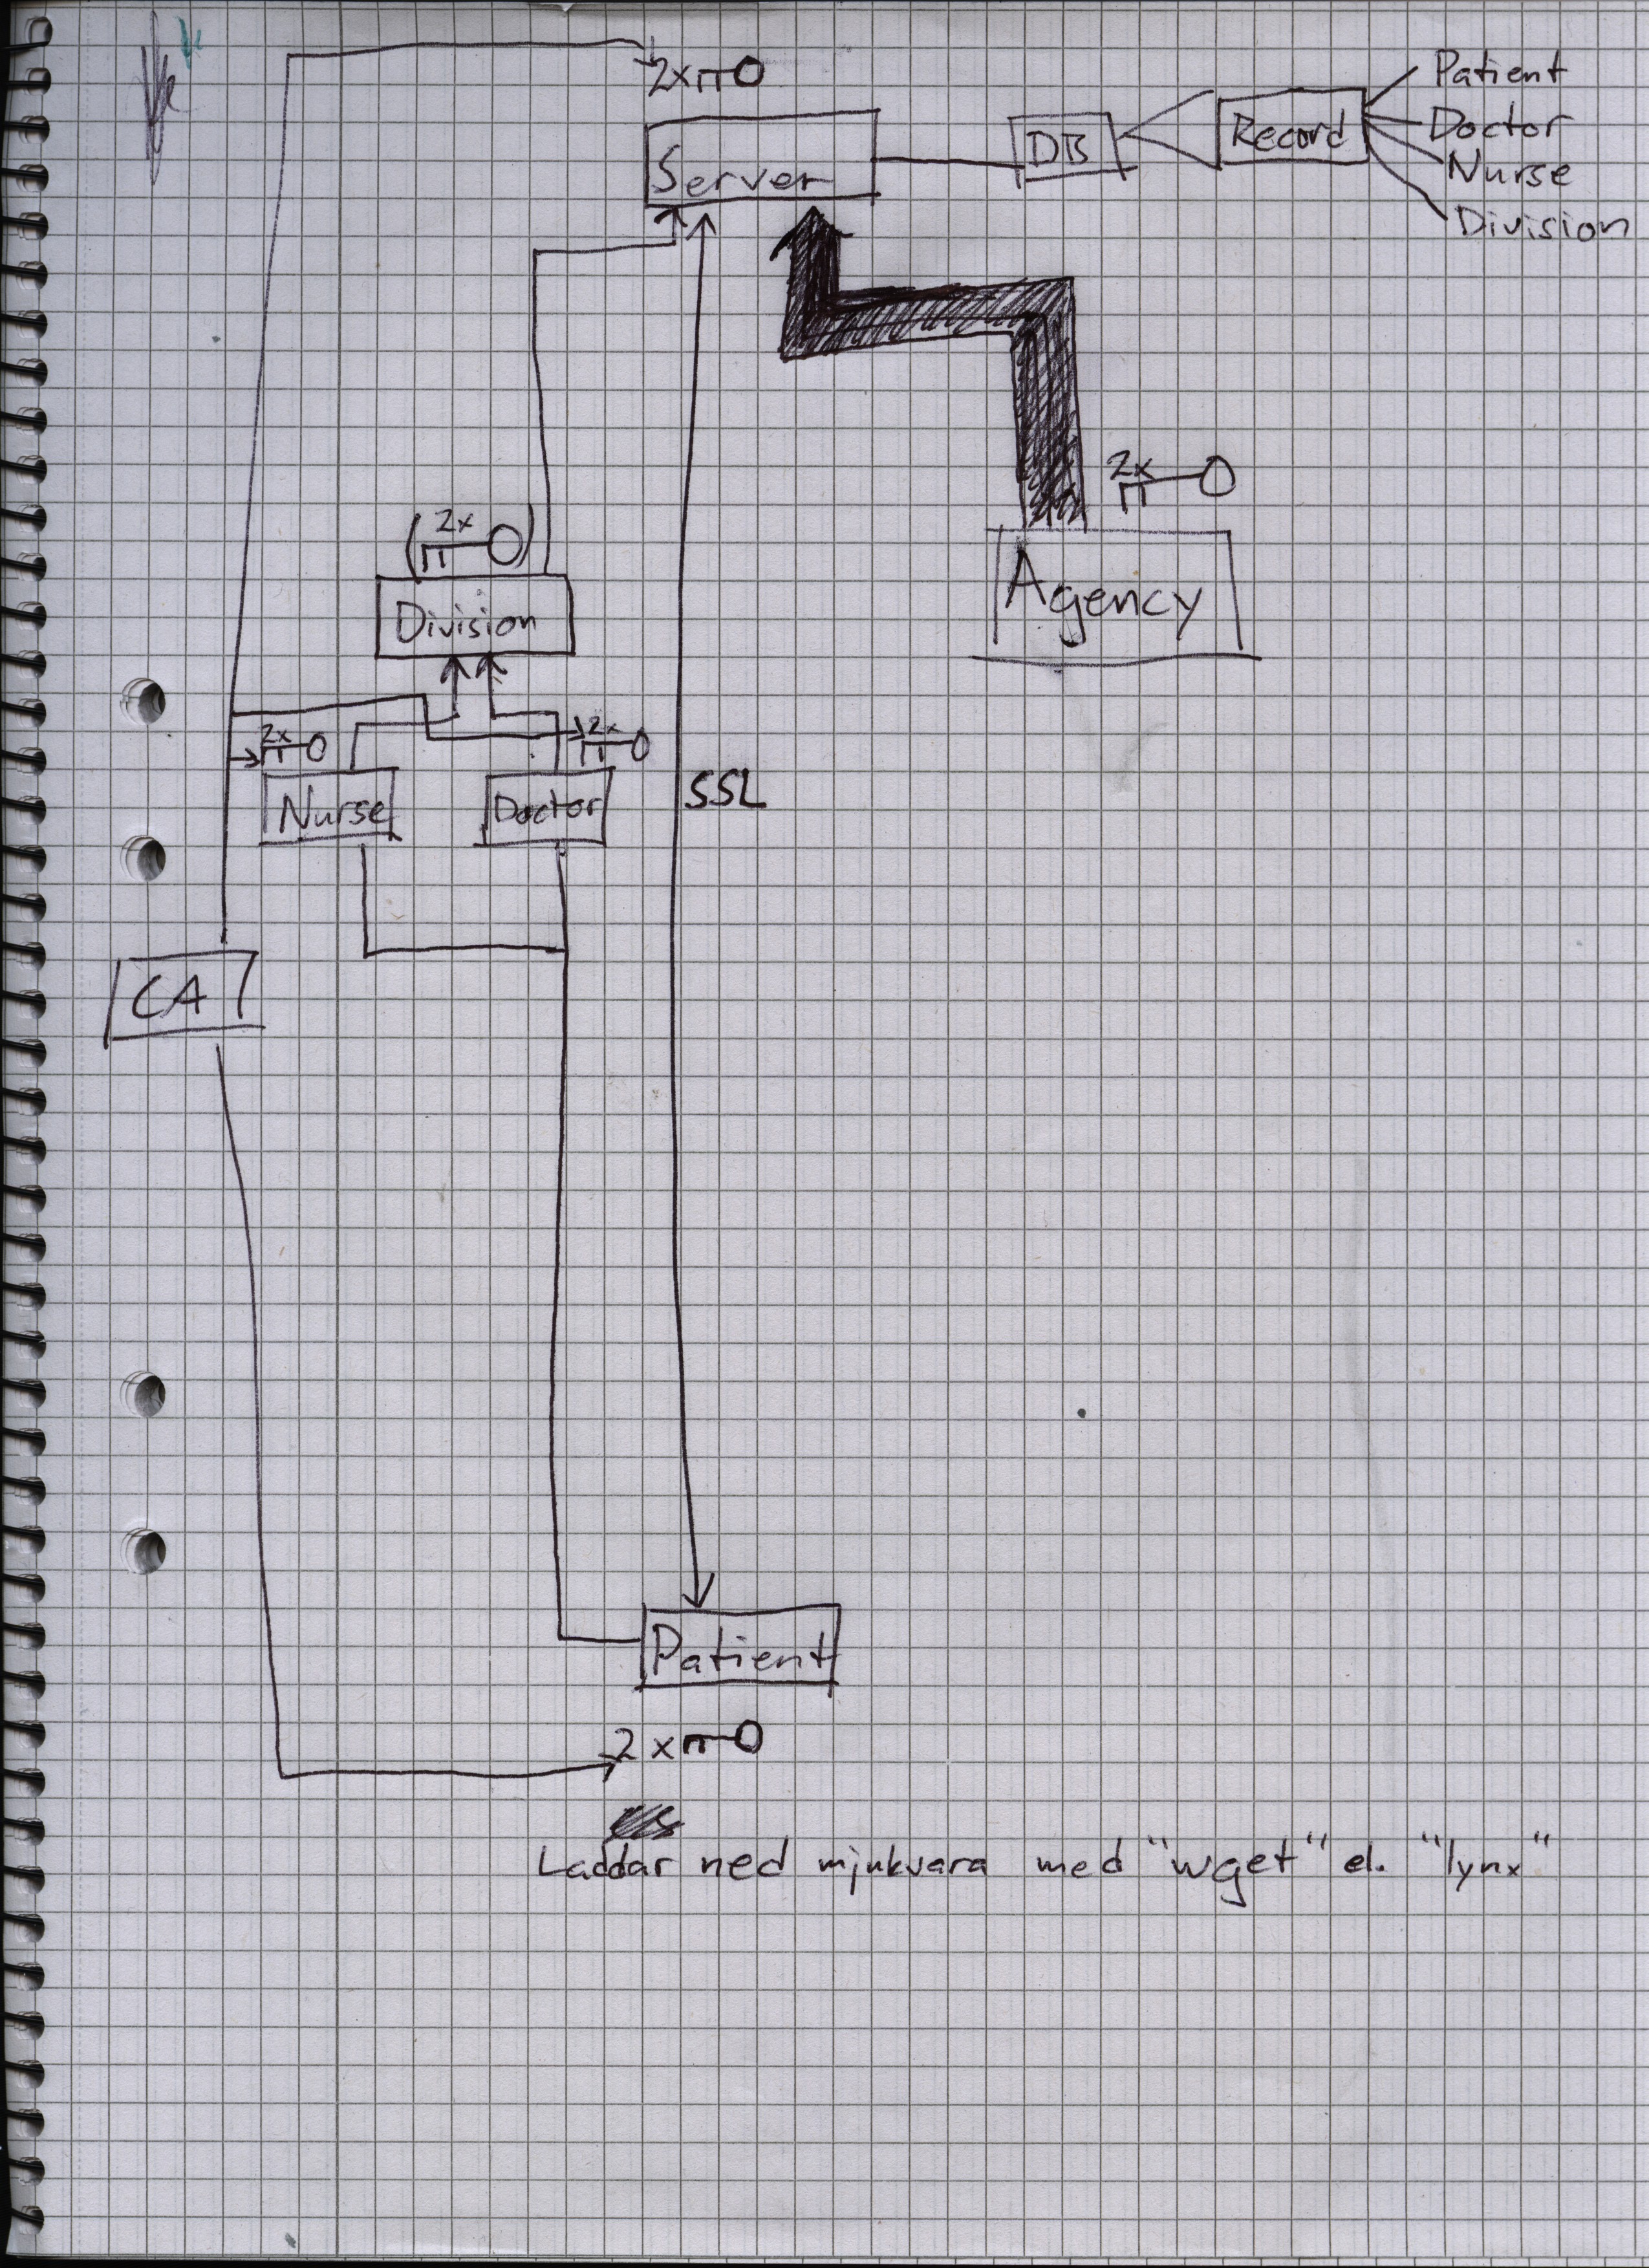 2x
Server
DB
Record
Patient
Doctor
Nurse
Division
2x
Agency
2x
Division
2x
2x
Nurse
Doctor
SSL
CA
Patient
2x
Laddar ned mjukvara med "wget" el. "lynx"